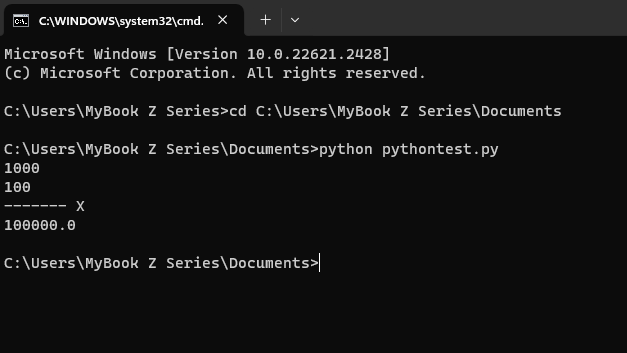 C:\WINDOWS\system32\cmd.
Microsoft Windows [Version 10.0.22621.2428]
(c) Microsoft Corporation. All rights reserved.
C:\Users\MyBook Z Series>cd C:\Users\MyBook Z Series\Documents
C:\Users\MyBook Z Series\Documents>python pythontest.py
1000
100
------- X
100000.0
C:\Users\MyBook Z Series\Documents>